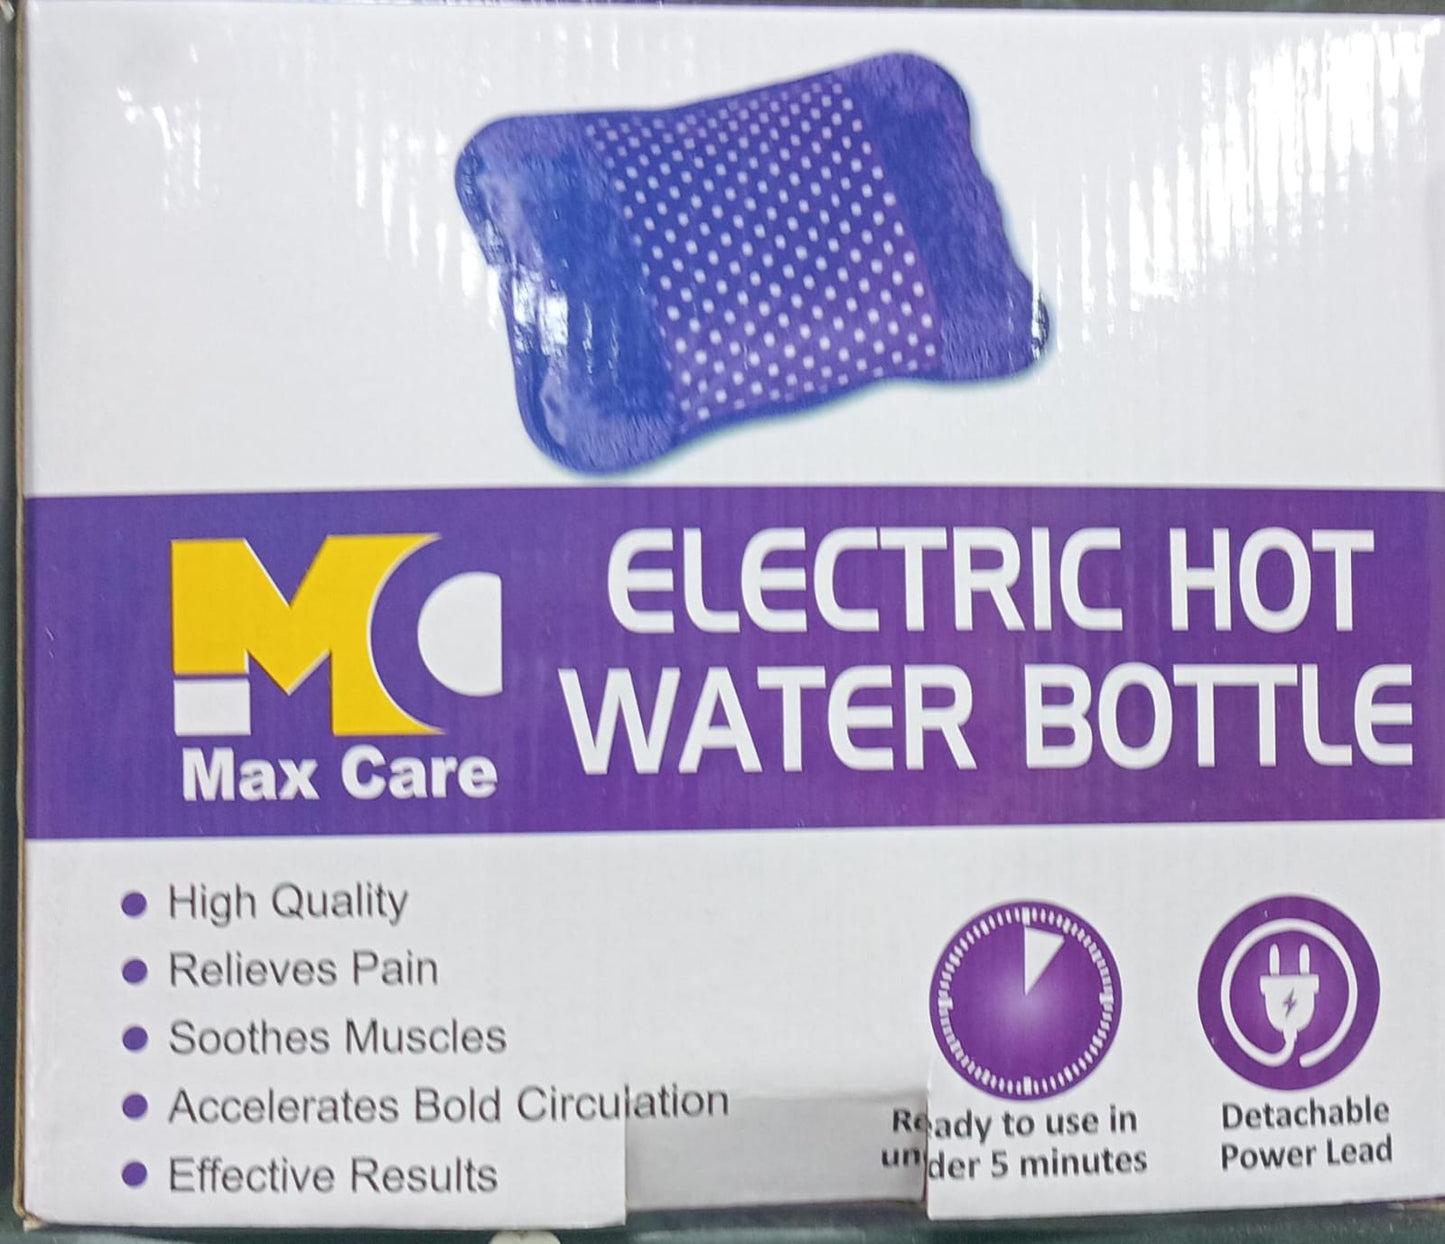 ELECTRIC HOT
WATER BOTTLE
MC
Max Care
High Quality
Relieves Pain
Soothes Muscles
Accelerates Bold Circulation
Effective Results
Ready to use in
under 5 minutes
Detachable
Power Lead